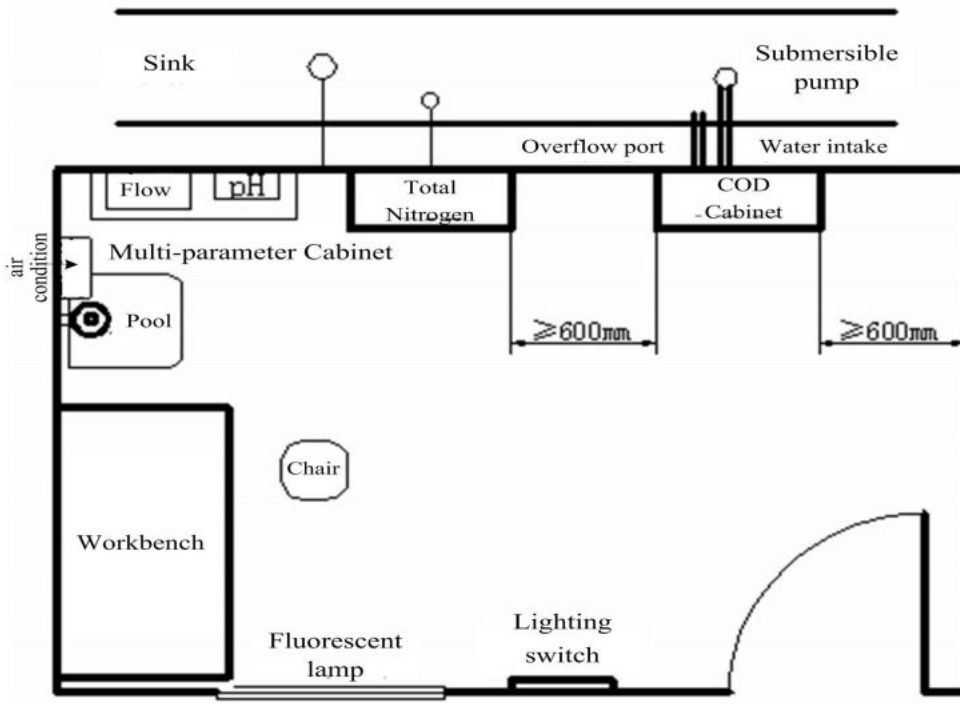 Sink
Submersible
pump
Overflow port
Water intake
Flow
pH
Total
Nitrogen
COD
Cabinet
air
condition
Multi-parameter Cabinet
Pool
≥600mm
≥600mm
Chair
Workbench
Fluorescent
lamp
Lighting
switch